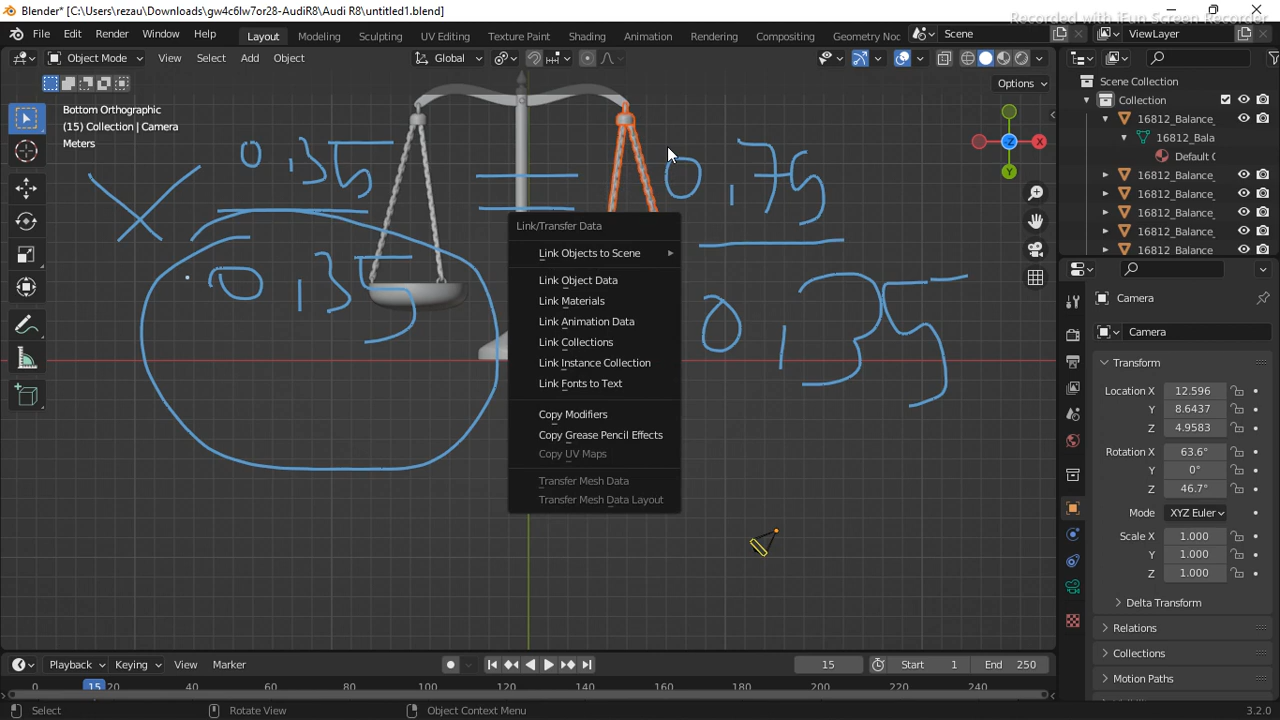 Blender* [C:\Users\rezau\Downloads\gw4c6lw7or28-AudiR8\Audi R8\untitled1.blend]
Recorded with iFun Screen Recorder
File Edit Render Window Help Layout Modeling Sculpting UV Editing Texture Paint Shading Animation Rendering Compositing Geometry Noc Scene ViewLayer
Object Mode View Select Add Object Global
Options
Bottom Orthographic
(15) Collection | Camera
Meters
X 0,35 = 0,75
0,35 0,35
X
Z
Y
Link/Transfer Data
Link Objects to Scene
Link Object Data
Link Materials
Link Animation Data
Link Collections
Link Instance Collection
Link Fonts to Text
Copy Modifiers
Copy Grease Pencil Effects
Copy UV Maps
Transfer Mesh Data
Transfer Mesh Data Layout
Scene Collection
Collection
16812_Balance_
16812_Bala
Default C
16812_Balance_
16812_Balance_
16812_Balance_
16812_Balance_
16812_Balance_
Camera
Camera
Transform
Location X 12.596
Y 8.6437
Z 4.9583
Rotation X 63.6°
Y 0°
Z 46.7°
Mode XYZ Euler
Scale X 1.000
Y 1.000
Z 1.000
Delta Transform
Relations
Collections
Motion Paths
Playback Keying View Marker 15 Start 1 End 250
0 15 20 40 60 80 100 120 140 160 180 200 220 240
Select Rotate View Object Context Menu 3.2.0